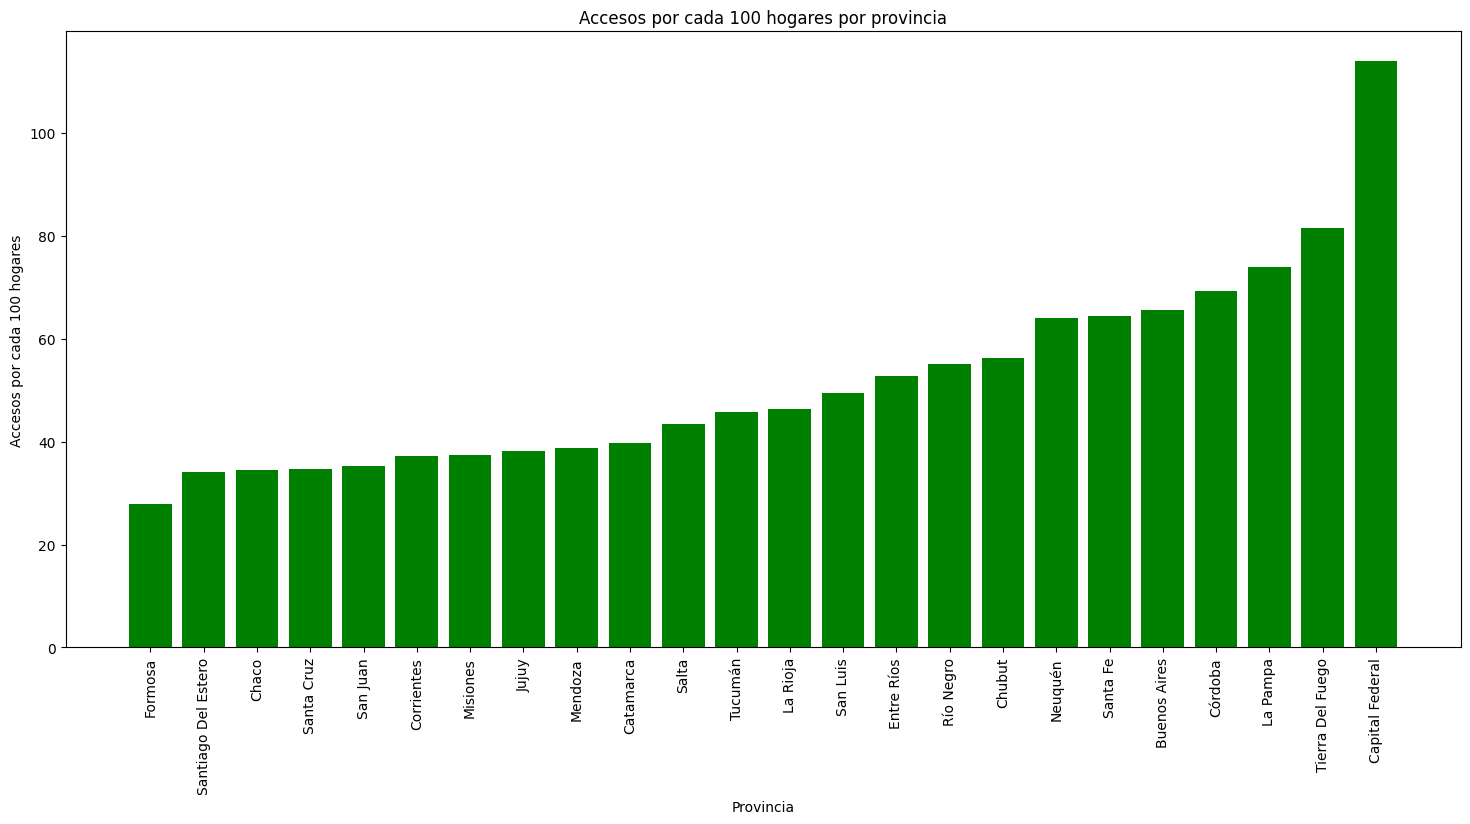 Accesos por cada 100 hogares por provincia
Accesos por cada 100 hogares
100
80
60
40
20
0
Formosa
Santiago Del Estero
Chaco
Santa Cruz
San Juan
Corrientes
Misiones
Jujuy
Mendoza
Catamarca
Salta
Tucumán
La Rioja
San Luis
Entre Ríos
Río Negro
Chubut
Neuquén
Santa Fe
Buenos Aires
Córdoba
La Pampa
Tierra Del Fuego
Capital Federal
Provincia